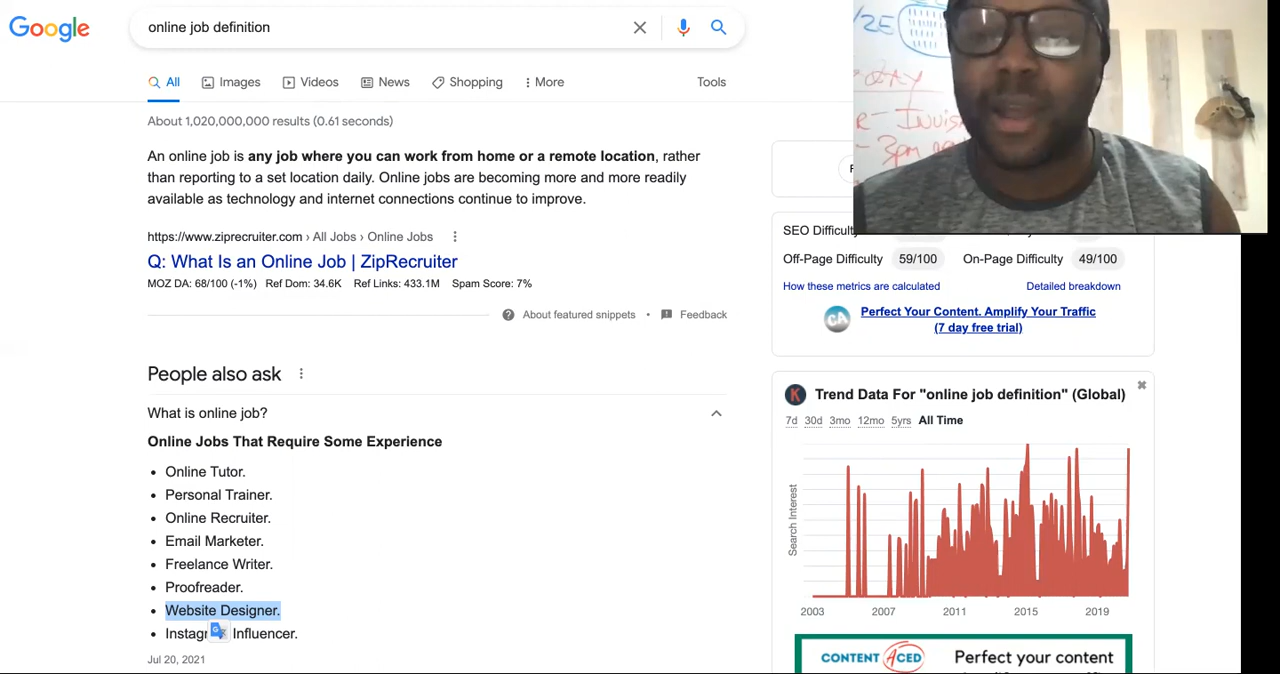 Google
online job definition
All
Images
Videos
News
Shopping
More
Tools
About 1,020,000,000 results (0.61 seconds)
An online job is any job where you can work from home or a remote location, rather
than reporting to a set location daily. Online jobs are becoming more and more readily
available as technology and internet connections continue to improve.
https://www.ziprecruiter.com › All Jobs › Online Jobs
Q: What Is an Online Job | ZipRecruiter
MOZ DA: 68/100 (-1%) Ref Dom: 34.6K Ref Links: 433.1M Spam Score: 7%
About featured snippets • Feedback
People also ask
What is online job?
Online Jobs That Require Some Experience
• Online Tutor.
• Personal Trainer.
• Online Recruiter.
• Email Marketer.
• Freelance Writer.
• Proofreader.
• Website Designer.
• Influencer.
Jul 20, 2021
SEO
Off-Page Difficulty 59/100 On-Page Difficulty 49/100
How these metrics are calculated Detailed breakdown
CA
Perfect Your Content. Amplify Your Traffic
(7 day free trial)
K
Trend Data For "online job definition" (Global)
7d 30d 3mo 12mo 5yrs All Time
Search Interest
2003 2007 2011 2015 2019
CONTENT ACED
Perfect your content